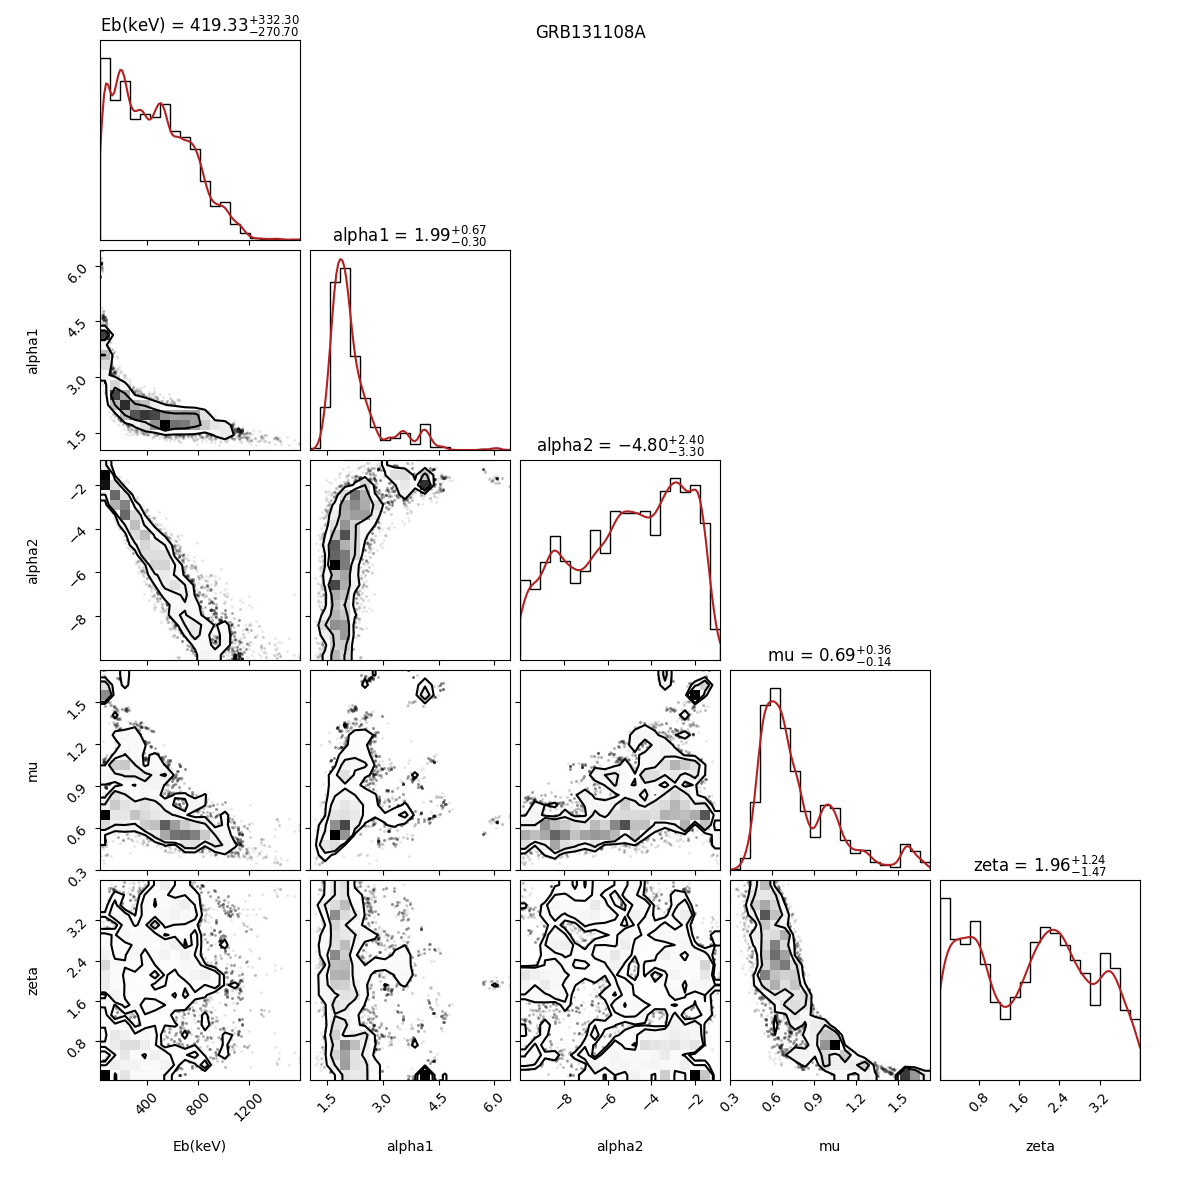 GRB131108A
Eb(keV) = 419.33^{+332.30}_{-270.70}
alpha1 = 1.99^{+0.67}_{-0.30}
alpha2 = −4.80^{+2.40}_{-3.30}
mu = 0.69^{+0.36}_{-0.14}
zeta = 1.96^{+1.24}_{-1.47}
alpha1
6.0
4.5
3.0
1.5
alpha2
−2
−4
−6
−8
mu
1.5
1.2
0.9
0.6
0.3
zeta
3.2
2.4
1.6
0.8
400 800 1200 1.5 3.0 4.5 6.0 −8 −6 −4 −2 0.3 0.6 0.9 1.2 1.5 0.8 1.6 2.4 3.2
Eb(keV) alpha1 alpha2 mu zeta